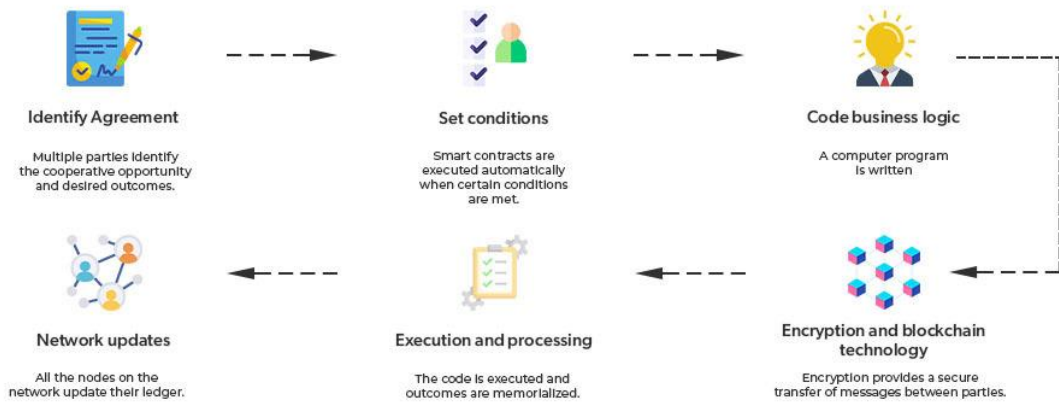 Identify Agreement
Multiple parties identify
the cooperative opportunity
and desired outcomes.
Set conditions
Smart contracts are
executed automatically
when certain conditions
are met.
Code business logic
A computer program
is written
Encryption and blockchain
technology
Encryption provides a secure
transfer of messages between parties.
Execution and processing
The code is executed and
outcomes are memorialized.
Network updates
All the nodes on the
network update their ledger.